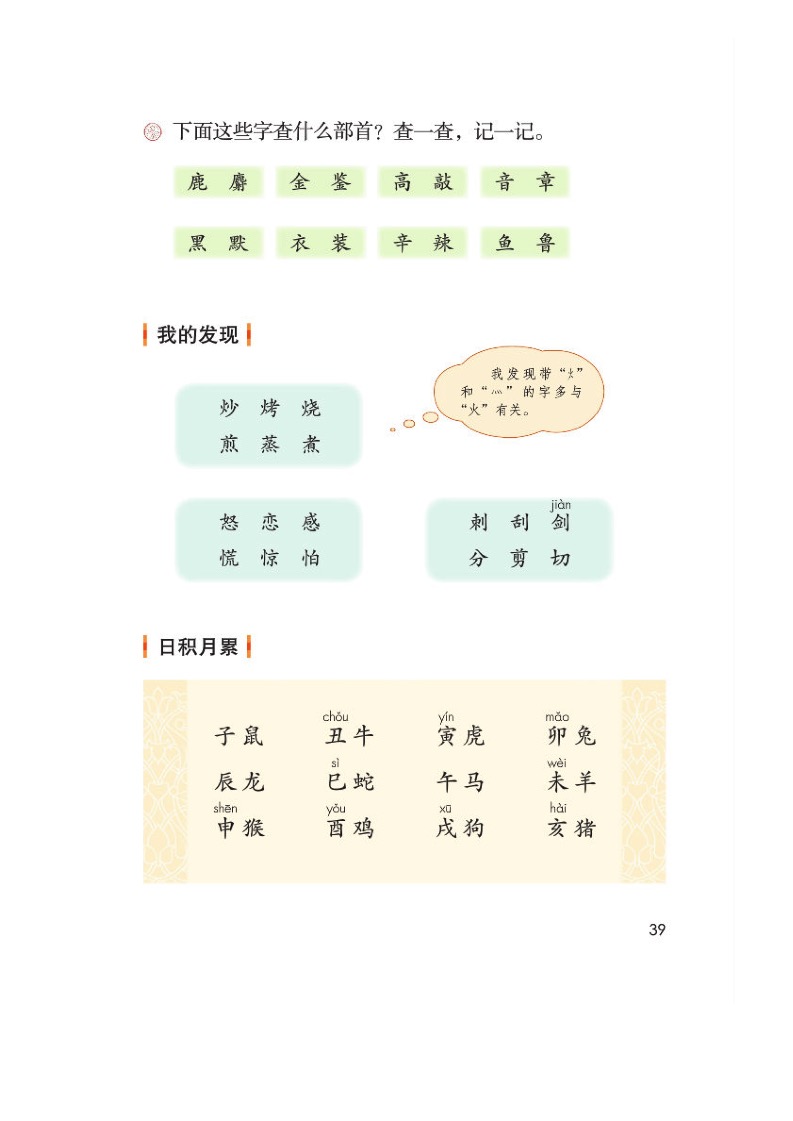 下面这些字查什么部首？查一查，记一记。
鹿 麝 金 鉴 高 敲 音 章
黑 默 衣 装 辛 辣 鱼 鲁
我的发现
我发现带“火”
和“灬”的字多与
“火”有关。
炒 烤 烧
煎 蒸 煮
怒 恋 感
慌 惊 怕
jiàn
刺 刮 剑
分 剪 切
日积月累
chǒu yín mǎo
子鼠 丑牛 寅虎 卯兔
sì wèi
辰龙 巳蛇 午马 未羊
shēn yǒu xū hài
申猴 酉鸡 戌狗 亥猪
39